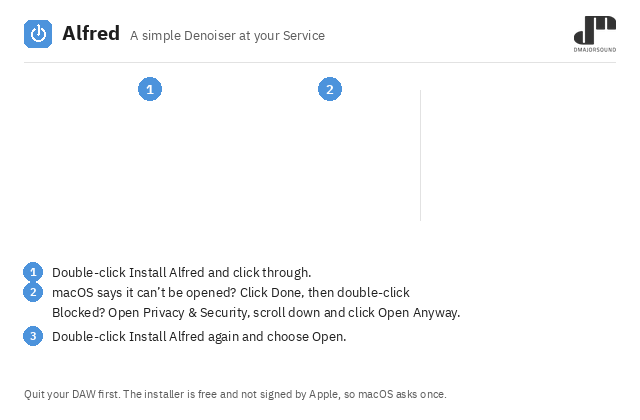 Alfred A simple Denoiser at your Service
DMAJORSOUND
1 2
1 Double-click Install Alfred and click through.
2 macOS says it can’t be opened? Click Done, then double-click
Blocked? Open Privacy & Security, scroll down and click Open Anyway.
3 Double-click Install Alfred again and choose Open.
Quit your DAW first. The installer is free and not signed by Apple, so macOS asks once.